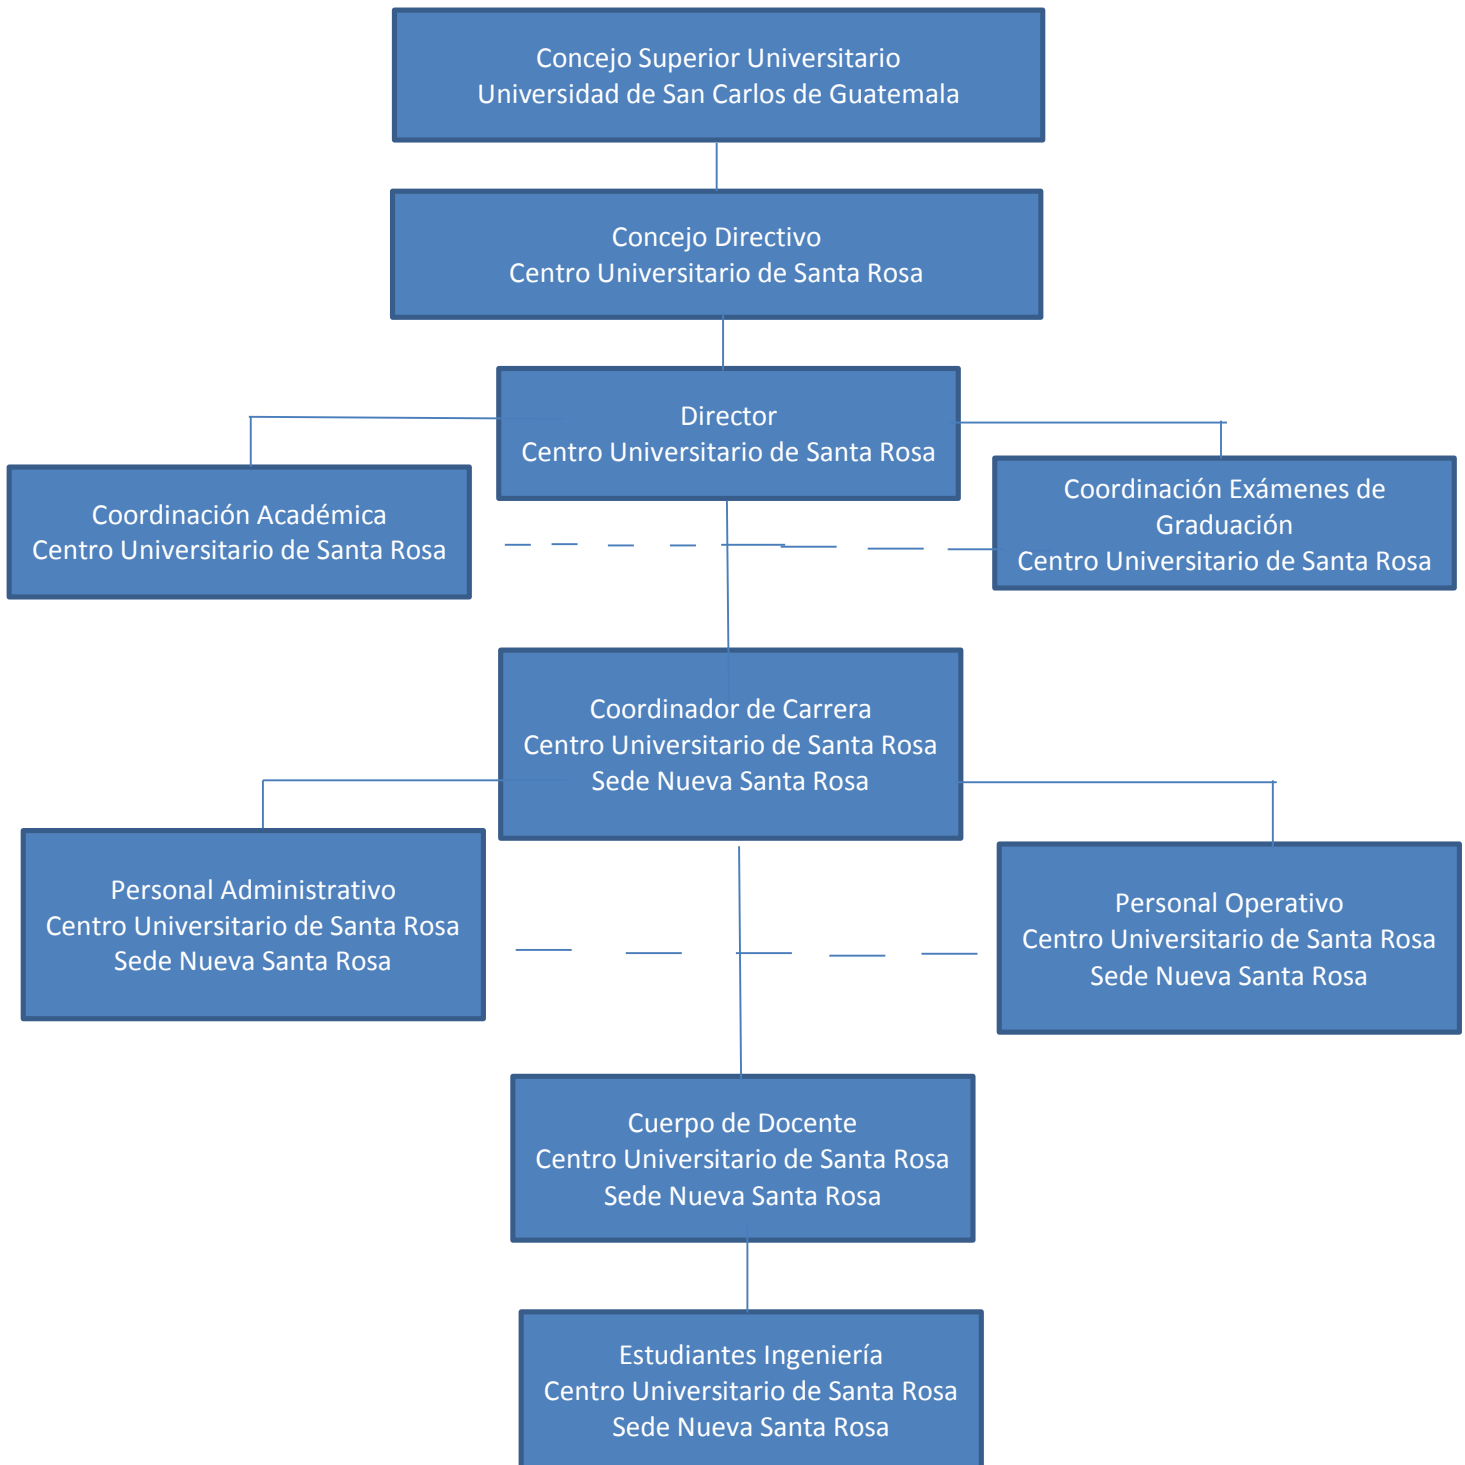 Concejo Superior Universitario
Universidad de San Carlos de Guatemala
Concejo Directivo
Centro Universitario de Santa Rosa
Director
Centro Universitario de Santa Rosa
Coordinación Académica
Centro Universitario de Santa Rosa
Coordinación Exámenes de
Graduación
Centro Universitario de Santa Rosa
Coordinador de Carrera
Centro Universitario de Santa Rosa
Sede Nueva Santa Rosa
Personal Administrativo
Centro Universitario de Santa Rosa
Sede Nueva Santa Rosa
Personal Operativo
Centro Universitario de Santa Rosa
Sede Nueva Santa Rosa
Cuerpo de Docente
Centro Universitario de Santa Rosa
Sede Nueva Santa Rosa
Estudiantes Ingeniería
Centro Universitario de Santa Rosa
Sede Nueva Santa Rosa